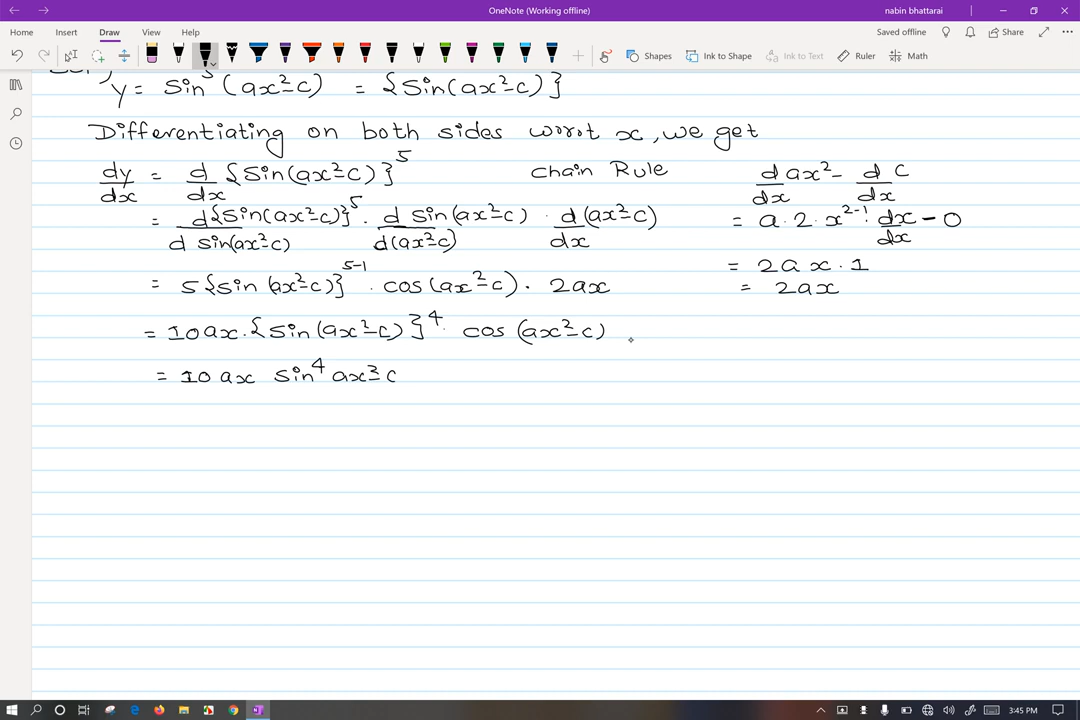 OneNote (Working offline)
nabin bhattarai
Home Insert Draw View Help
Saved offline
Share
Shapes Ink to Shape Ink to Text Ruler Math
y = Sin⁵ (ax²-c) = {Sin(ax²-c)}
Differentiating on both sides w.r.t x, we get
dy/dx = d/dx {Sin(ax²-c)}⁵ chain Rule d/dx ax² - d/dx C
= d{Sin(ax²-c)}⁵/d sin(ax²-c) . d sin(ax²-c)/d(ax²-c) . d(ax²-c)/dx = a·2·x²⁻¹ dx/dx - 0
= 2ax·1
= 5{sin(ax²-c)}⁵⁻¹ . cos(ax²-c) . 2ax = 2ax
= 10ax.{sin(ax²-c)}⁴. cos (ax²-c)
= 10 ax sin⁴ ax²-c
3:45 PM